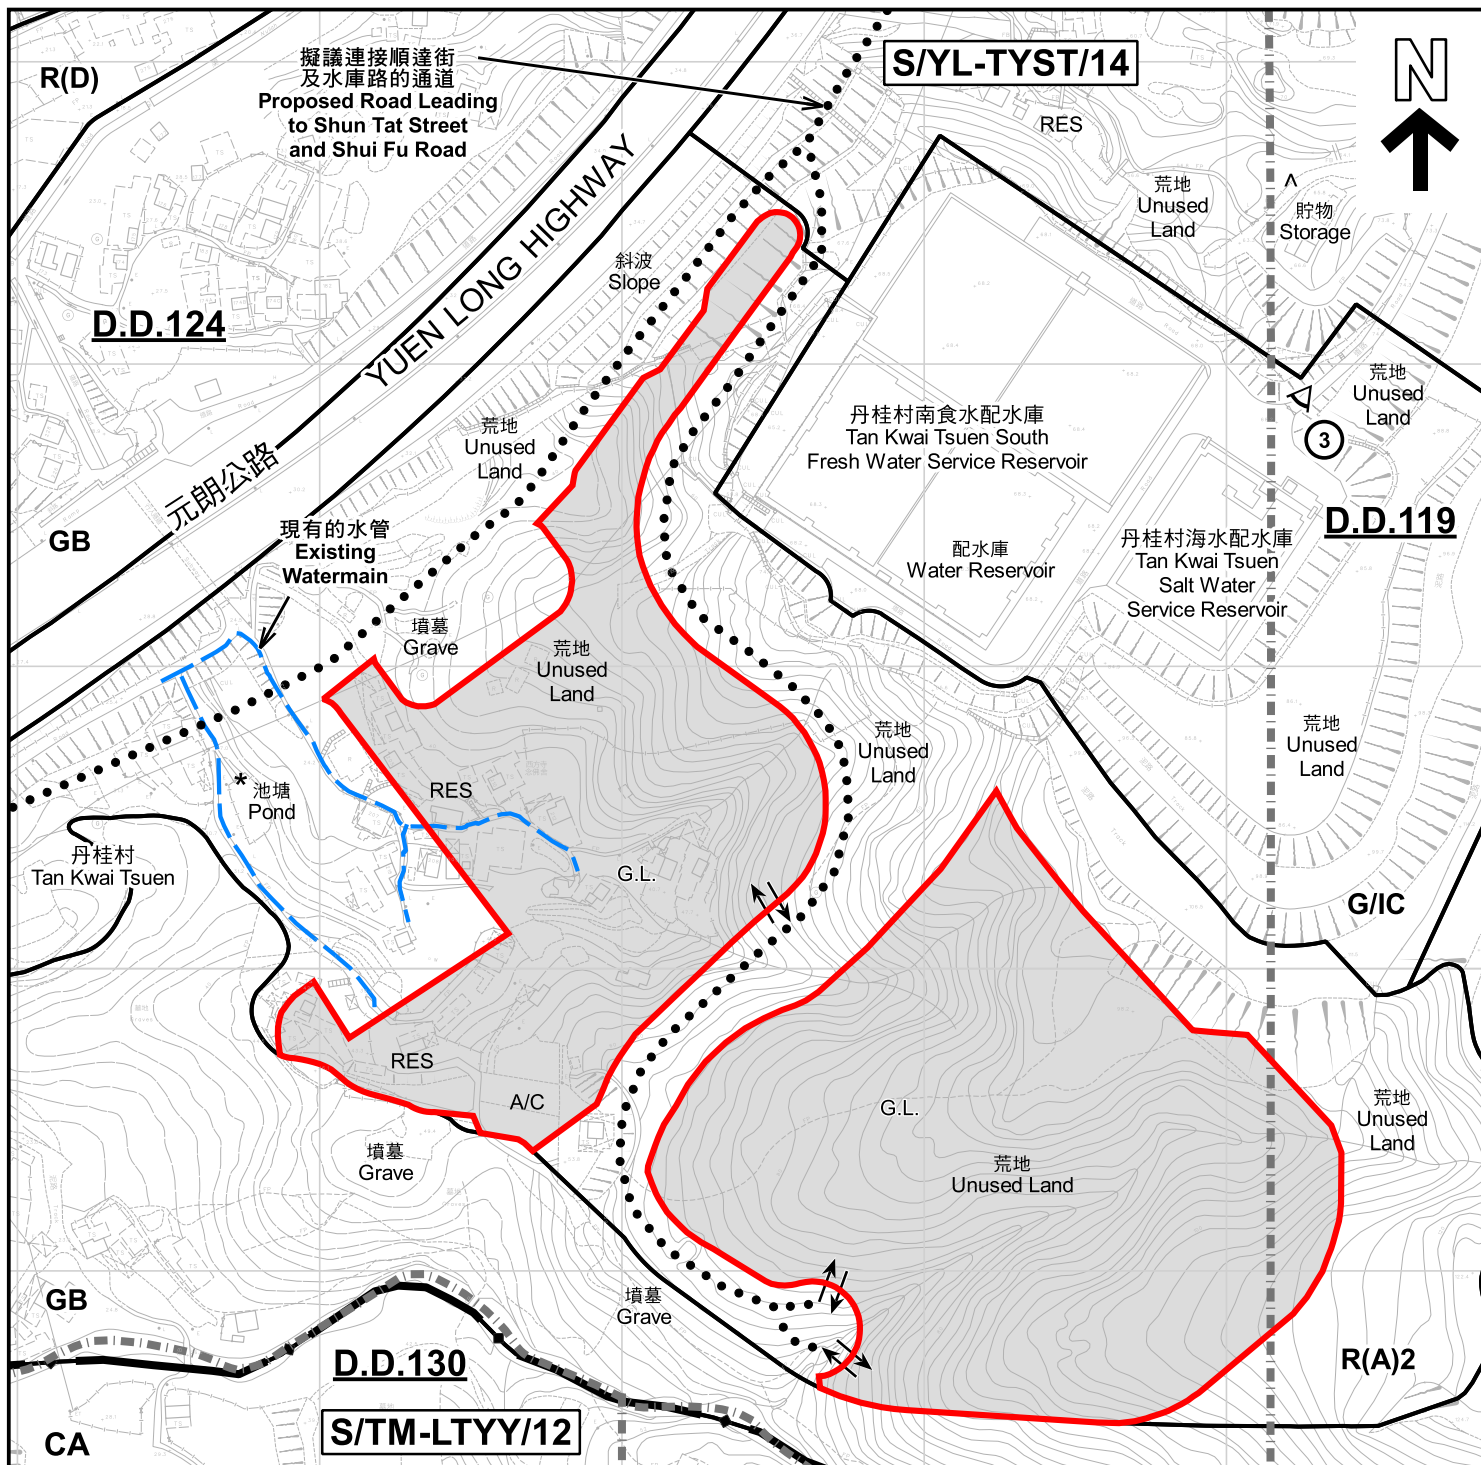 R(D)
擬議連接順達街
及水庫路的通道
Proposed Road Leading
to Shun Tat Street
and Shui Fu Road
S/YL-TYST/14
N
RES
荒地
Unused
Land
貯物
Storage
斜波
Slope
D.D.124
YUEN LONG HIGHWAY
元朗公路
荒地
Unused
Land
荒地
Unused
Land
3
丹桂村南食水配水庫
Tan Kwai Tsuen South
Fresh Water Service Reservoir
配水庫
Water Reservoir
丹桂村海水配水庫
Tan Kwai Tsuen
Salt Water
Service Reservoir
D.D.119
GB
現有的水管
Existing
Watermain
墳墓
Grave
荒地
Unused
Land
荒地
Unused
Land
荒地
Unused
Land
RES
* 池塘
Pond
丹桂村
Tan Kwai Tsuen
G.L.
G/IC
RES
A/C
G.L.
荒地
Unused Land
荒地
Unused
Land
墳墓
Grave
墳墓
Grave
GB
D.D.130
R(A)2
S/TM-LTYY/12
CA